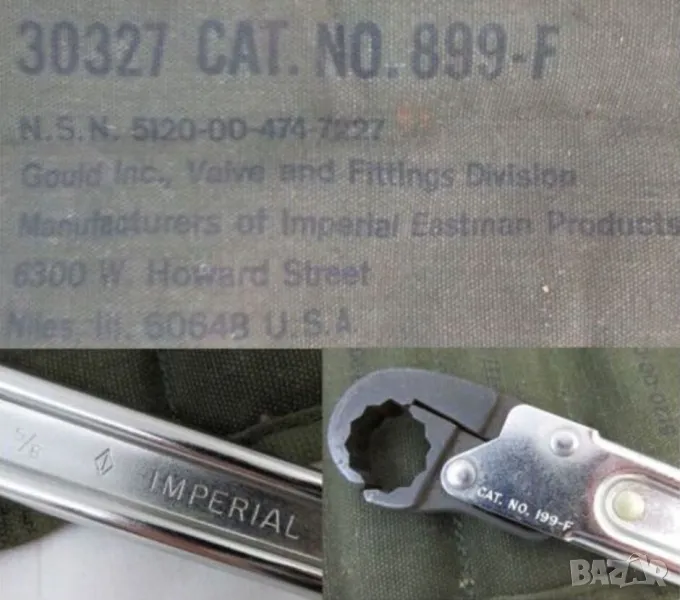 30327 CAT. NO. 899-F
N.S.N. 5120-00-474-7227
Gould Inc., Valve and Fittings Division
Manufacturers of Imperial Eastman Products
6300 W. Howard Street
Niles, Ill. 60648 U.S.A.
5/8 IMPERIAL
CAT. NO. 199-F
BAZAR